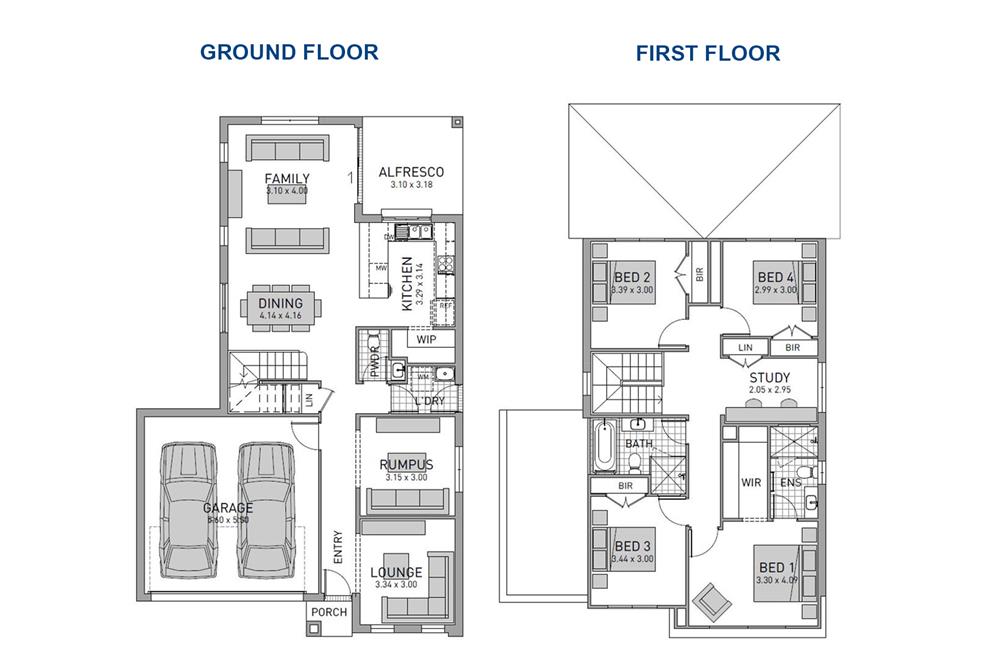 GROUND FLOOR
FAMILY
3.10 x 4.00
1
ALFRESCO
3.10 x 3.18
DW
MW
KITCHEN
3.29 x 3.14
REF
DINING
4.14 x 4.16
WIP
PWDR
WM
L'DRY
LIN
RUMPUS
3.15 x 3.00
GARAGE
5.60 x 5.50
ENTRY
LOUNGE
3.34 x 3.00
PORCH
FIRST FLOOR
BED 2
3.39 x 3.00
BIR
BED 4
2.99 x 3.00
LIN
BIR
STUDY
2.05 x 2.95
BATH
BIR
WIR
ENS
BED 3
3.44 x 3.00
BED 1
3.30 x 4.09